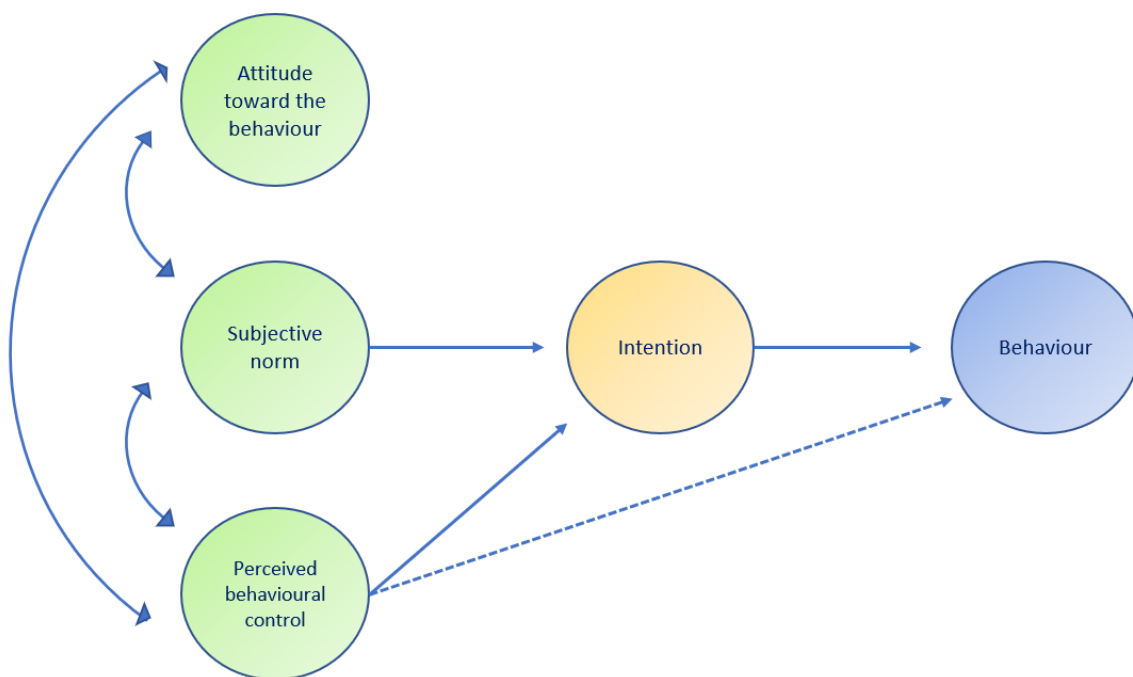 Attitude
toward the
behaviour
Subjective
norm
Intention
Behaviour
Perceived
behavioural
control